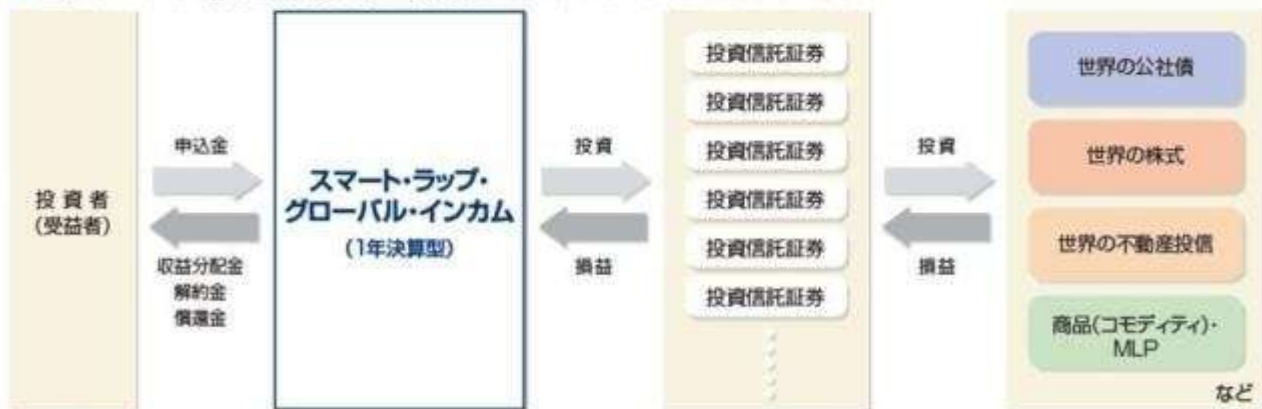 投資者
(受益者)
申込金
収益分配金
解約金
償還金
スマート・ラップ・
グローバル・インカム
(1年決算型)
投資
損益
投資信託証券
投資信託証券
投資信託証券
投資信託証券
投資信託証券
投資信託証券
投資
損益
世界の公社債
世界の株式
世界の不動産投信
商品(コモディティ)・
MLP
など